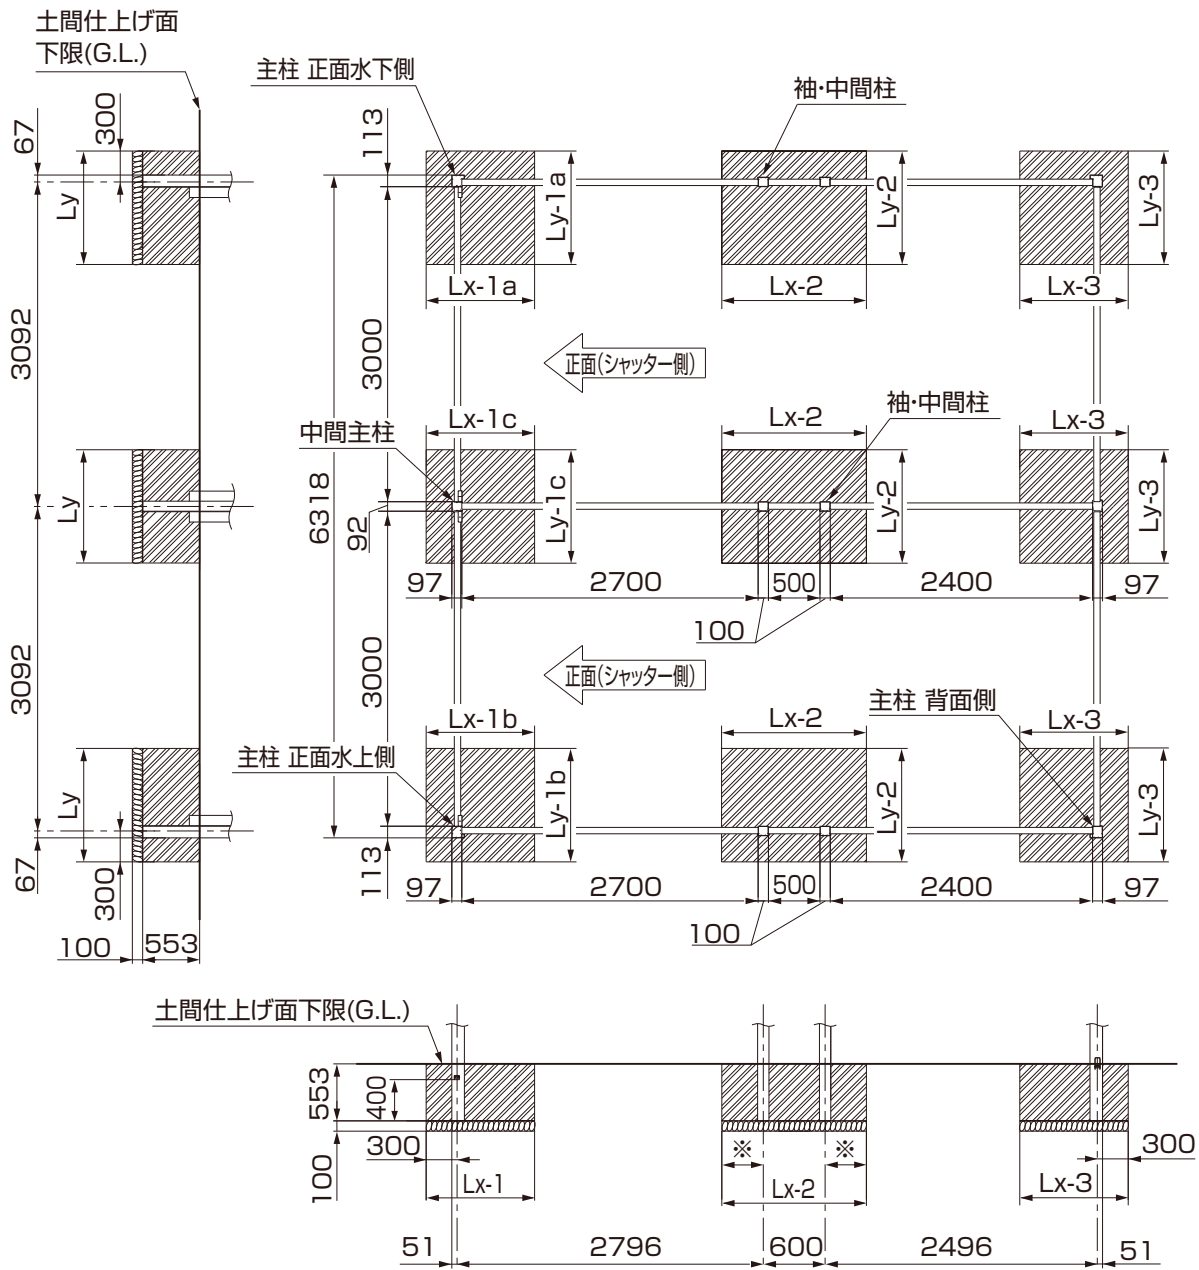 土間仕上げ面
下限(G.L.)
主柱 正面水下側
袖・中間柱
67
300
113
Ly
Ly-1a
Ly-2
Ly-3
Lx-1a
Lx-2
Lx-3
3092
3000
正面(シャッター側)
中間主柱
Lx-1c
Lx-2
袖・中間柱
Lx-3
Ly
6318
92
Ly-1c
Ly-2
Ly-3
97
2700
500
2400
97
100
3092
3000
正面(シャッター側)
主柱 背面側
Lx-1b
Lx-2
Lx-3
主柱 正面水上側
Ly
Ly-1b
Ly-2
Ly-3
67
300
113
97
2700
500
2400
97
100
100
553
土間仕上げ面下限(G.L.)
553
400
100
300
※
※
300
Lx-1
Lx-2
Lx-3
51
2796
600
2496
51